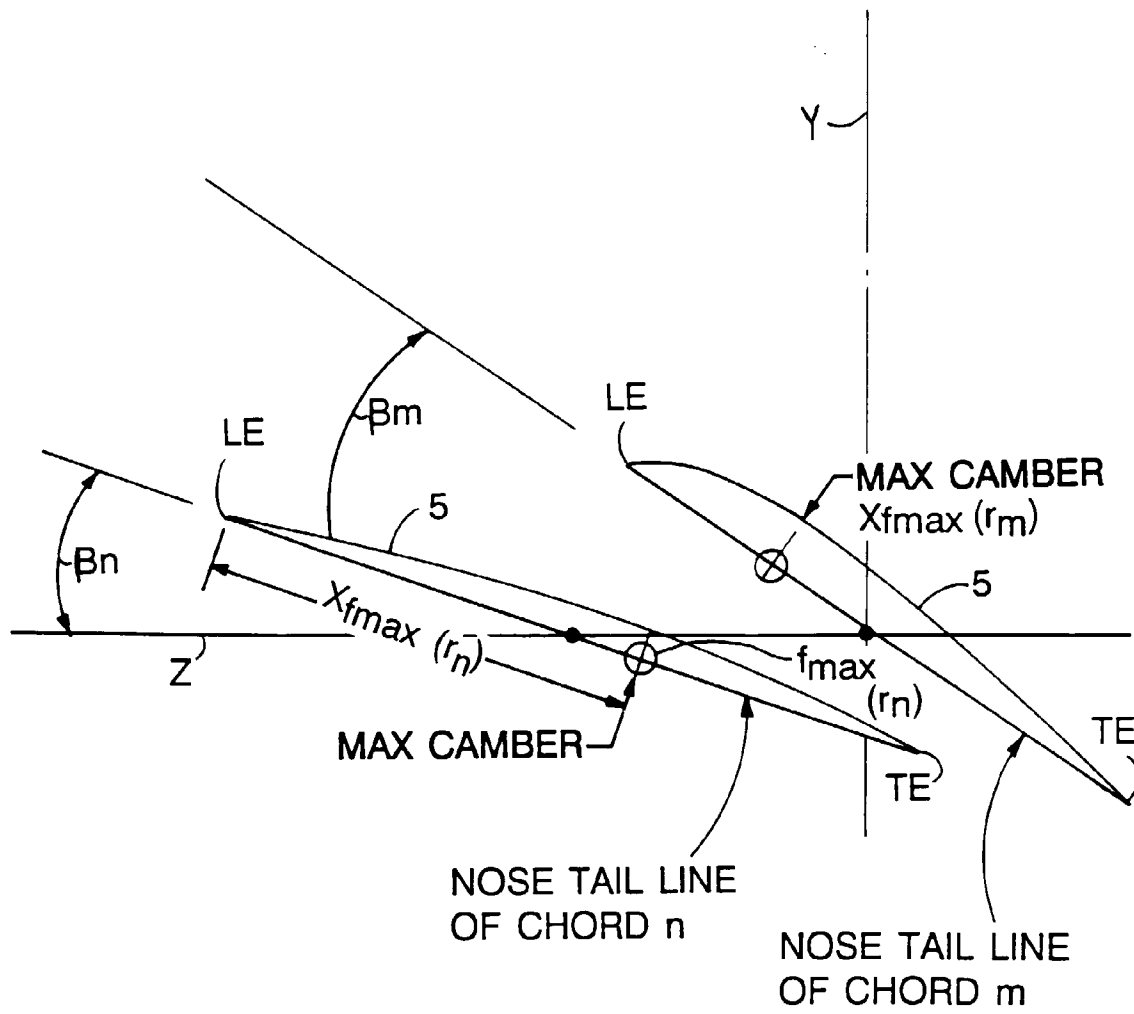 Y
LE
βm
LE
MAX CAMBER
Xfmax (rm)
5
βn
5
Xfmax (rn)
Z
fmax
(rn)
MAX CAMBER
TE
TE
NOSE TAIL LINE
OF CHORD n
NOSE TAIL LINE
OF CHORD m